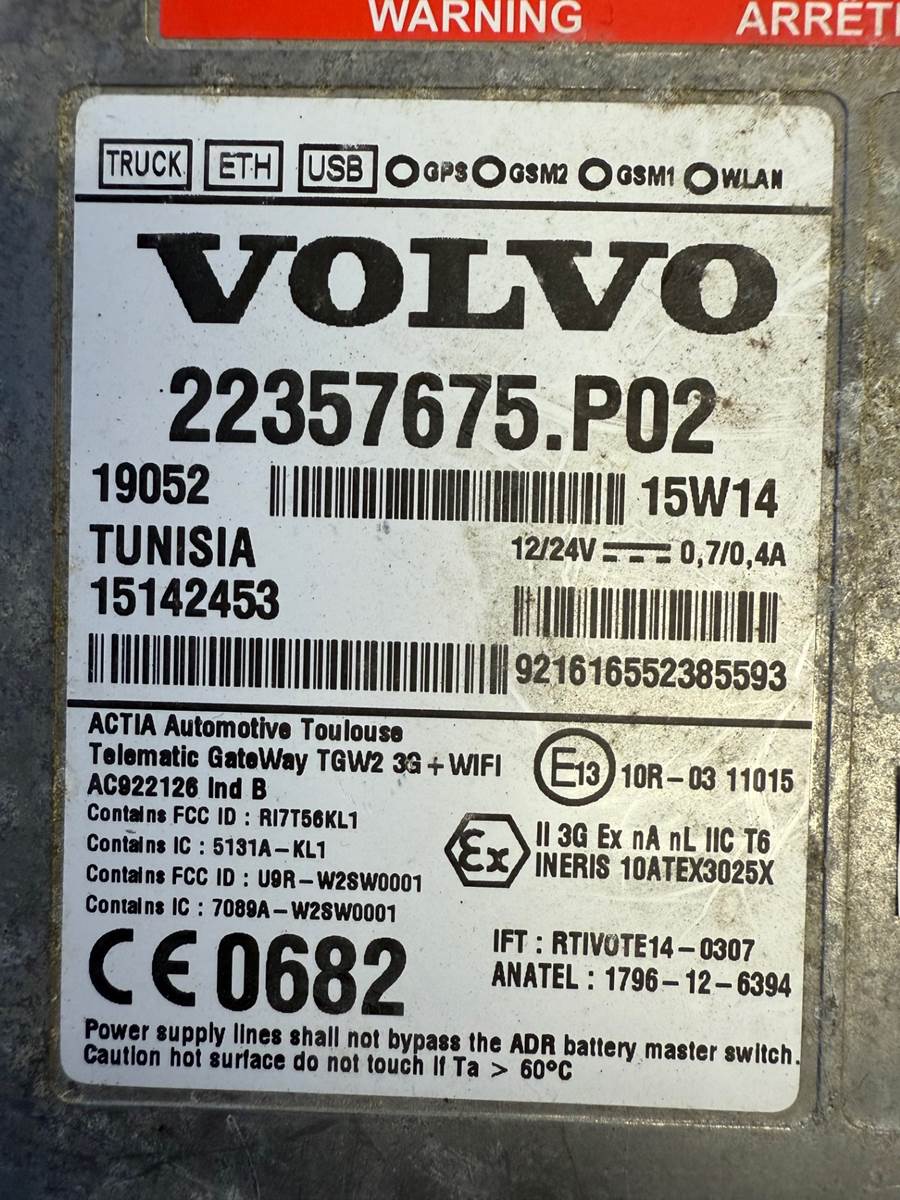 WARNING ARRÊT
TRUCK ETH USB GPS GSM2 GSM1 WLAN
VOLVO
22357675.P02
19052 15W14
TUNISIA 12/24V 0,7/0,4A
15142453
921616552385593
ACTIA Automotive Toulouse
Telematic GateWay TGW2 3G+WIFI
AC922126 Ind B
E13 10R-03 11015
Contains FCC ID : RI7T56KL1
Contains IC : 5131A-KL1
Contains FCC ID : U9R-W2SW0001
Contains IC : 7089A-W2SW0001
Ex II 3G Ex nA nL IIC T6
INERIS 10ATEX3025X
CE 0682
IFT : RTIVOTE14-0307
ANATEL : 1796-12-6394
Power supply lines shall not bypass the ADR battery master switch.
Caution hot surface do not touch if Ta > 60°C